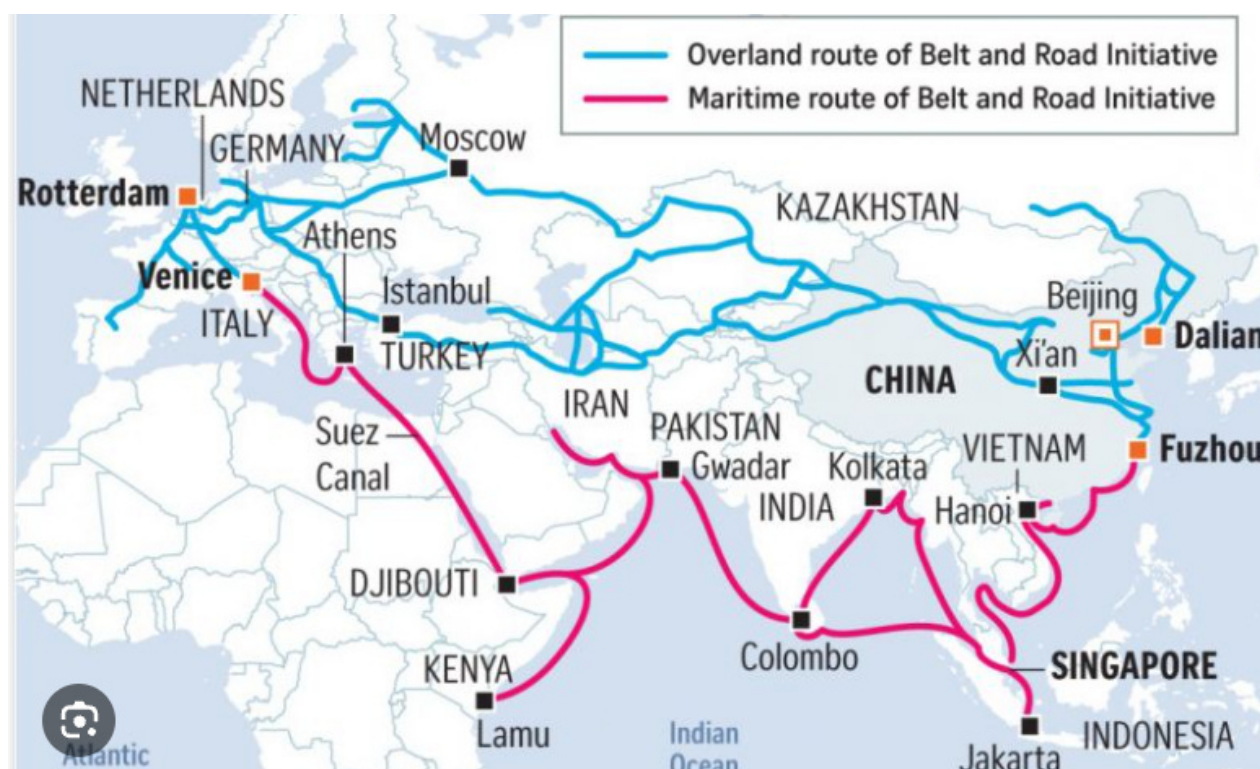 Overland route of Belt and Road Initiative
Maritime route of Belt and Road Initiative
NETHERLANDS
GERMANY
Moscow
Rotterdam
KAZAKHSTAN
Athens
Venice
Istanbul
Beijing
ITALY
Dalian
TURKEY
Xi'an
CHINA
IRAN
Suez
Canal
PAKISTAN
Gwadar
Kolkata
VIETNAM
Fuzhou
INDIA
Hanoi
DJIBOUTI
Colombo
KENYA
SINGAPORE
Lamu
Indian
Ocean
INDONESIA
Jakarta
Atlantic